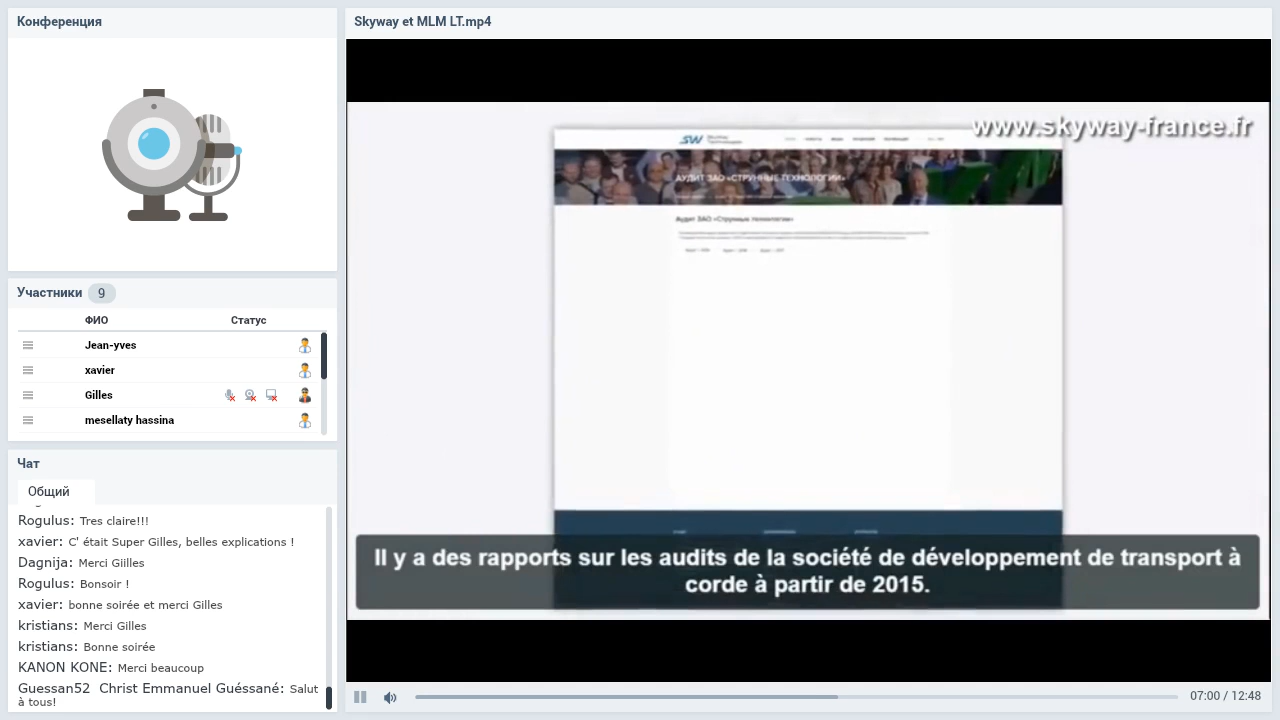 Конференция
Skyway et MLM LT.mp4
www.skyway-france.fr
SW
АУДИТ ЗАО «СТРУННЫЕ ТЕХНОЛОГИИ»
Аудит ЗАО «Струнные технологии»
Il y a des rapports sur les audits de la société de développement de transport à
corde à partir de 2015.
07:00 / 12:48
Участники 9
ФИО Статус
Jean-yves
xavier
Gilles
mesellaty hassina
Чат
Общий
Rogulus: Tres claire!!!
xavier: C' était Super Gilles, belles explications !
Dagnija: Merci Giilles
Rogulus: Bonsoir !
xavier: bonne soirée et merci Gilles
kristians: Merci Gilles
kristians: Bonne soirée
KANON KONE: Merci beaucoup
Guessan52 Christ Emmanuel Guéssané: Salut
à tous!